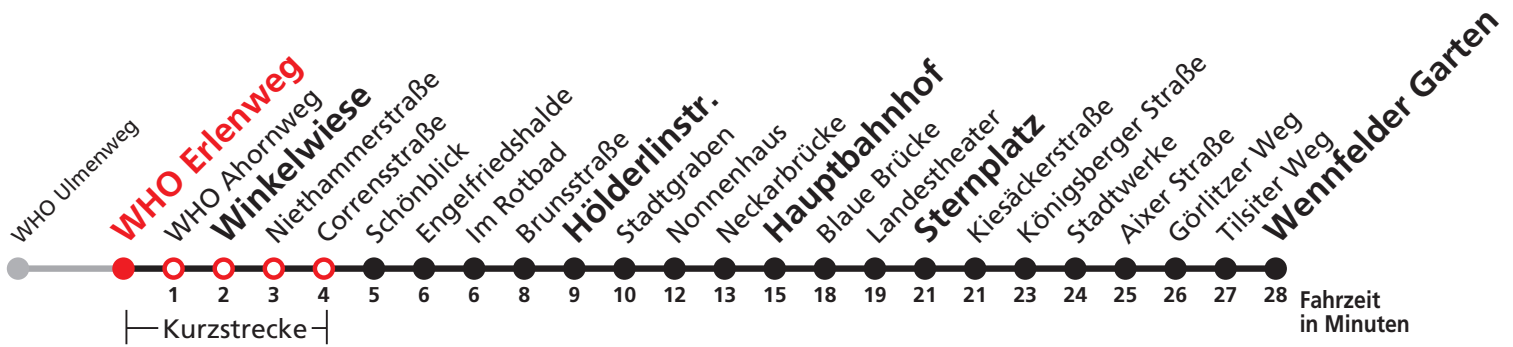 WHO Ulmenweg
WHO Erlenweg
WHO Ahornweg
Winkelwiese
Niethammerstraße
Corrensstraße
Schönblick
Engelfriedshalde
Im Rotbad
Brunsstraße
Hölderlinstr.
Stadtgraben
Nonnenhaus
Neckarbrücke
Hauptbahnhof
Blaue Brücke
Landestheater
Sternplatz
Kiesäckerstraße
Königsberger Straße
Stadtwerke
Aixer Straße
Görlitzer Weg
Tilsiter Weg
Wennfelder Garten
1 2 3 4 5 6 6 8 9 10 12 13 15 18 19 21 21 23 24 25 26 27 28
Fahrzeit
in Minuten
Kurzstrecke